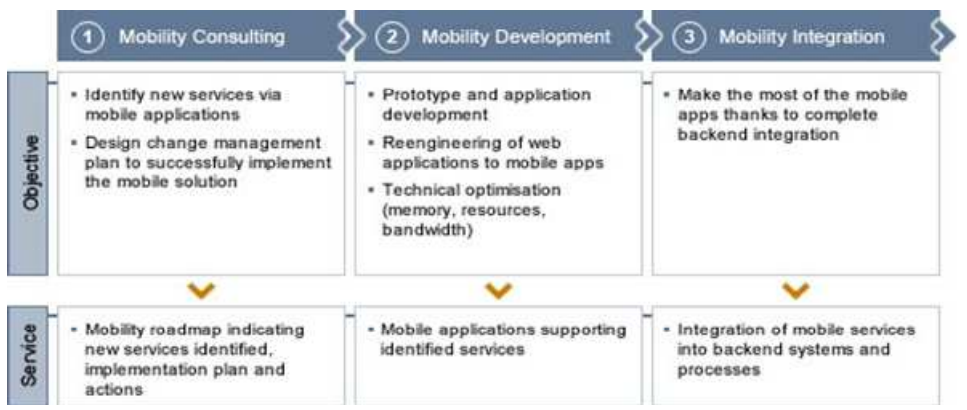 1 Mobility Consulting
2 Mobility Development
3 Mobility Integration
Objective
▪ Identify new services via
mobile applications
▪ Design change management
plan to successfully implement
the mobile solution
▪ Prototype and application
development
▪ Reengineering of web
applications to mobile apps
▪ Technical optimisation
(memory, resources,
bandwidth)
▪ Make the most of the mobile
apps thanks to complete
backend integration
Service
▪ Mobility roadmap indicating
new services identified,
implementation plan and
actions
▪ Mobile applications supporting
identified services
▪ Integration of mobile services
into backend systems and
processes